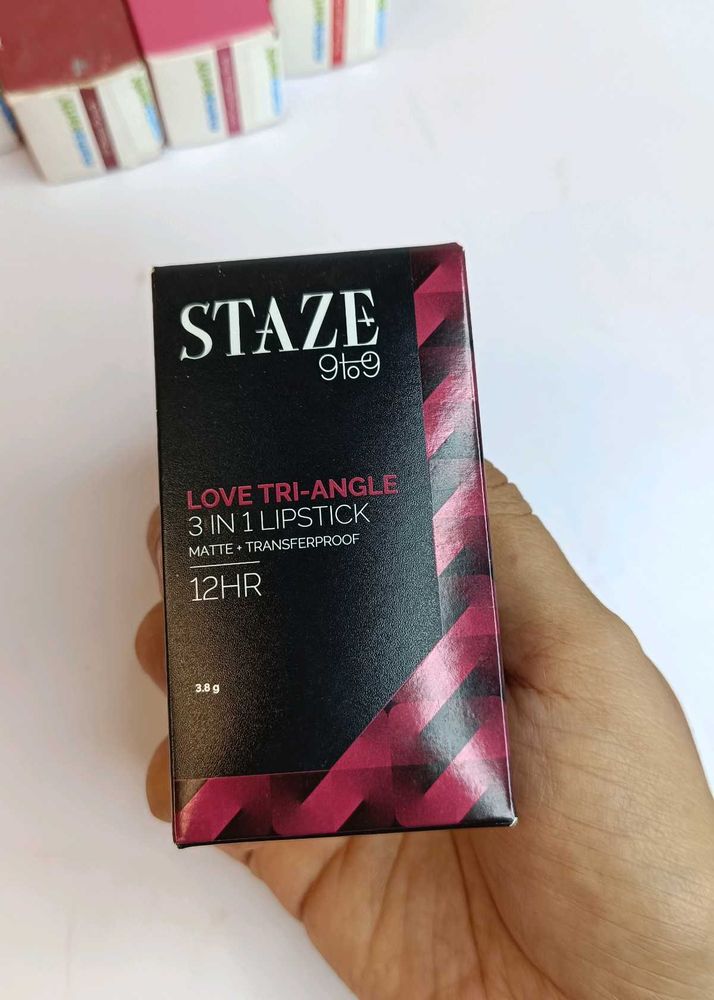 STAZE
9to9
LOVE TRI-ANGLE
3 IN 1 LIPSTICK
MATTE + TRANSFERPROOF
12HR
3.8 g